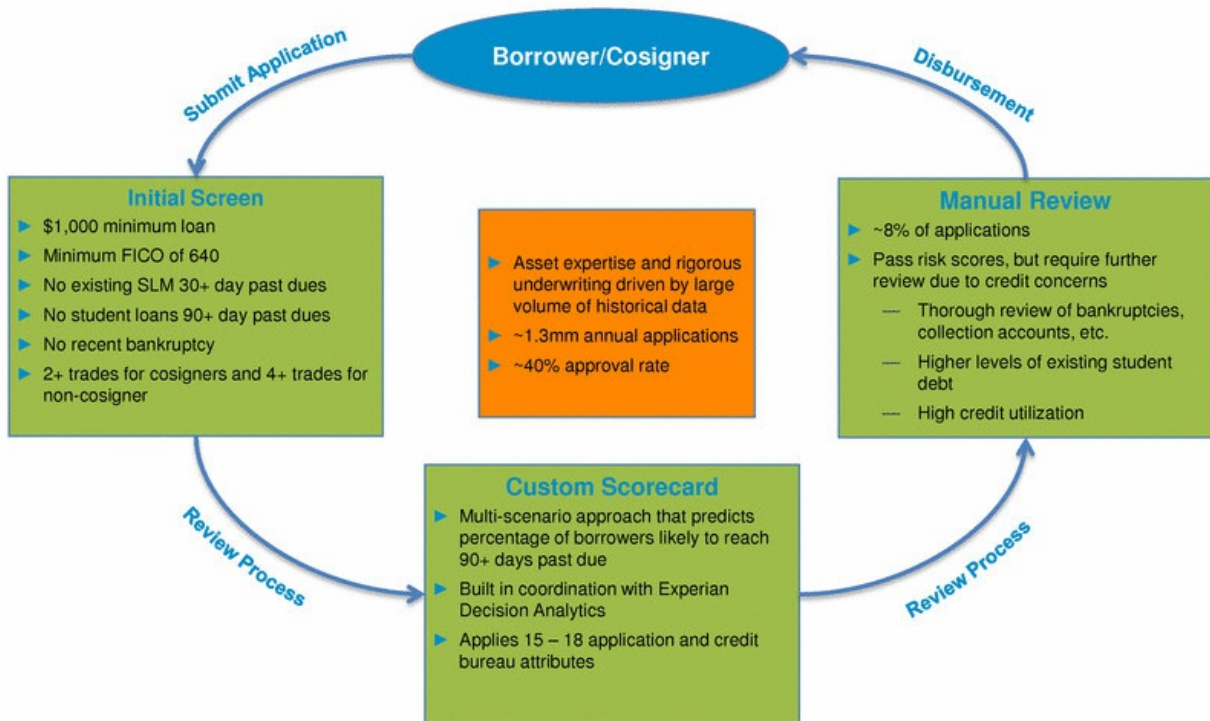 Borrower/Cosigner
Submit Application
Disbursement
Initial Screen
► $1,000 minimum loan
► Minimum FICO of 640
► No existing SLM 30+ day past dues
► No student loans 90+ day past dues
► No recent bankruptcy
► 2+ trades for cosigners and 4+ trades for
non-cosigner
► Asset expertise and rigorous
underwriting driven by large
volume of historical data
► ~1.3mm annual applications
► ~40% approval rate
Manual Review
► ~8% of applications
► Pass risk scores, but require further
review due to credit concerns
— Thorough review of bankruptcies,
collection accounts, etc.
— Higher levels of existing student
debt
— High credit utilization
Review Process
Custom Scorecard
► Multi-scenario approach that predicts
percentage of borrowers likely to reach
90+ days past due
► Built in coordination with Experian
Decision Analytics
► Applies 15 – 18 application and credit
bureau attributes
Review Process